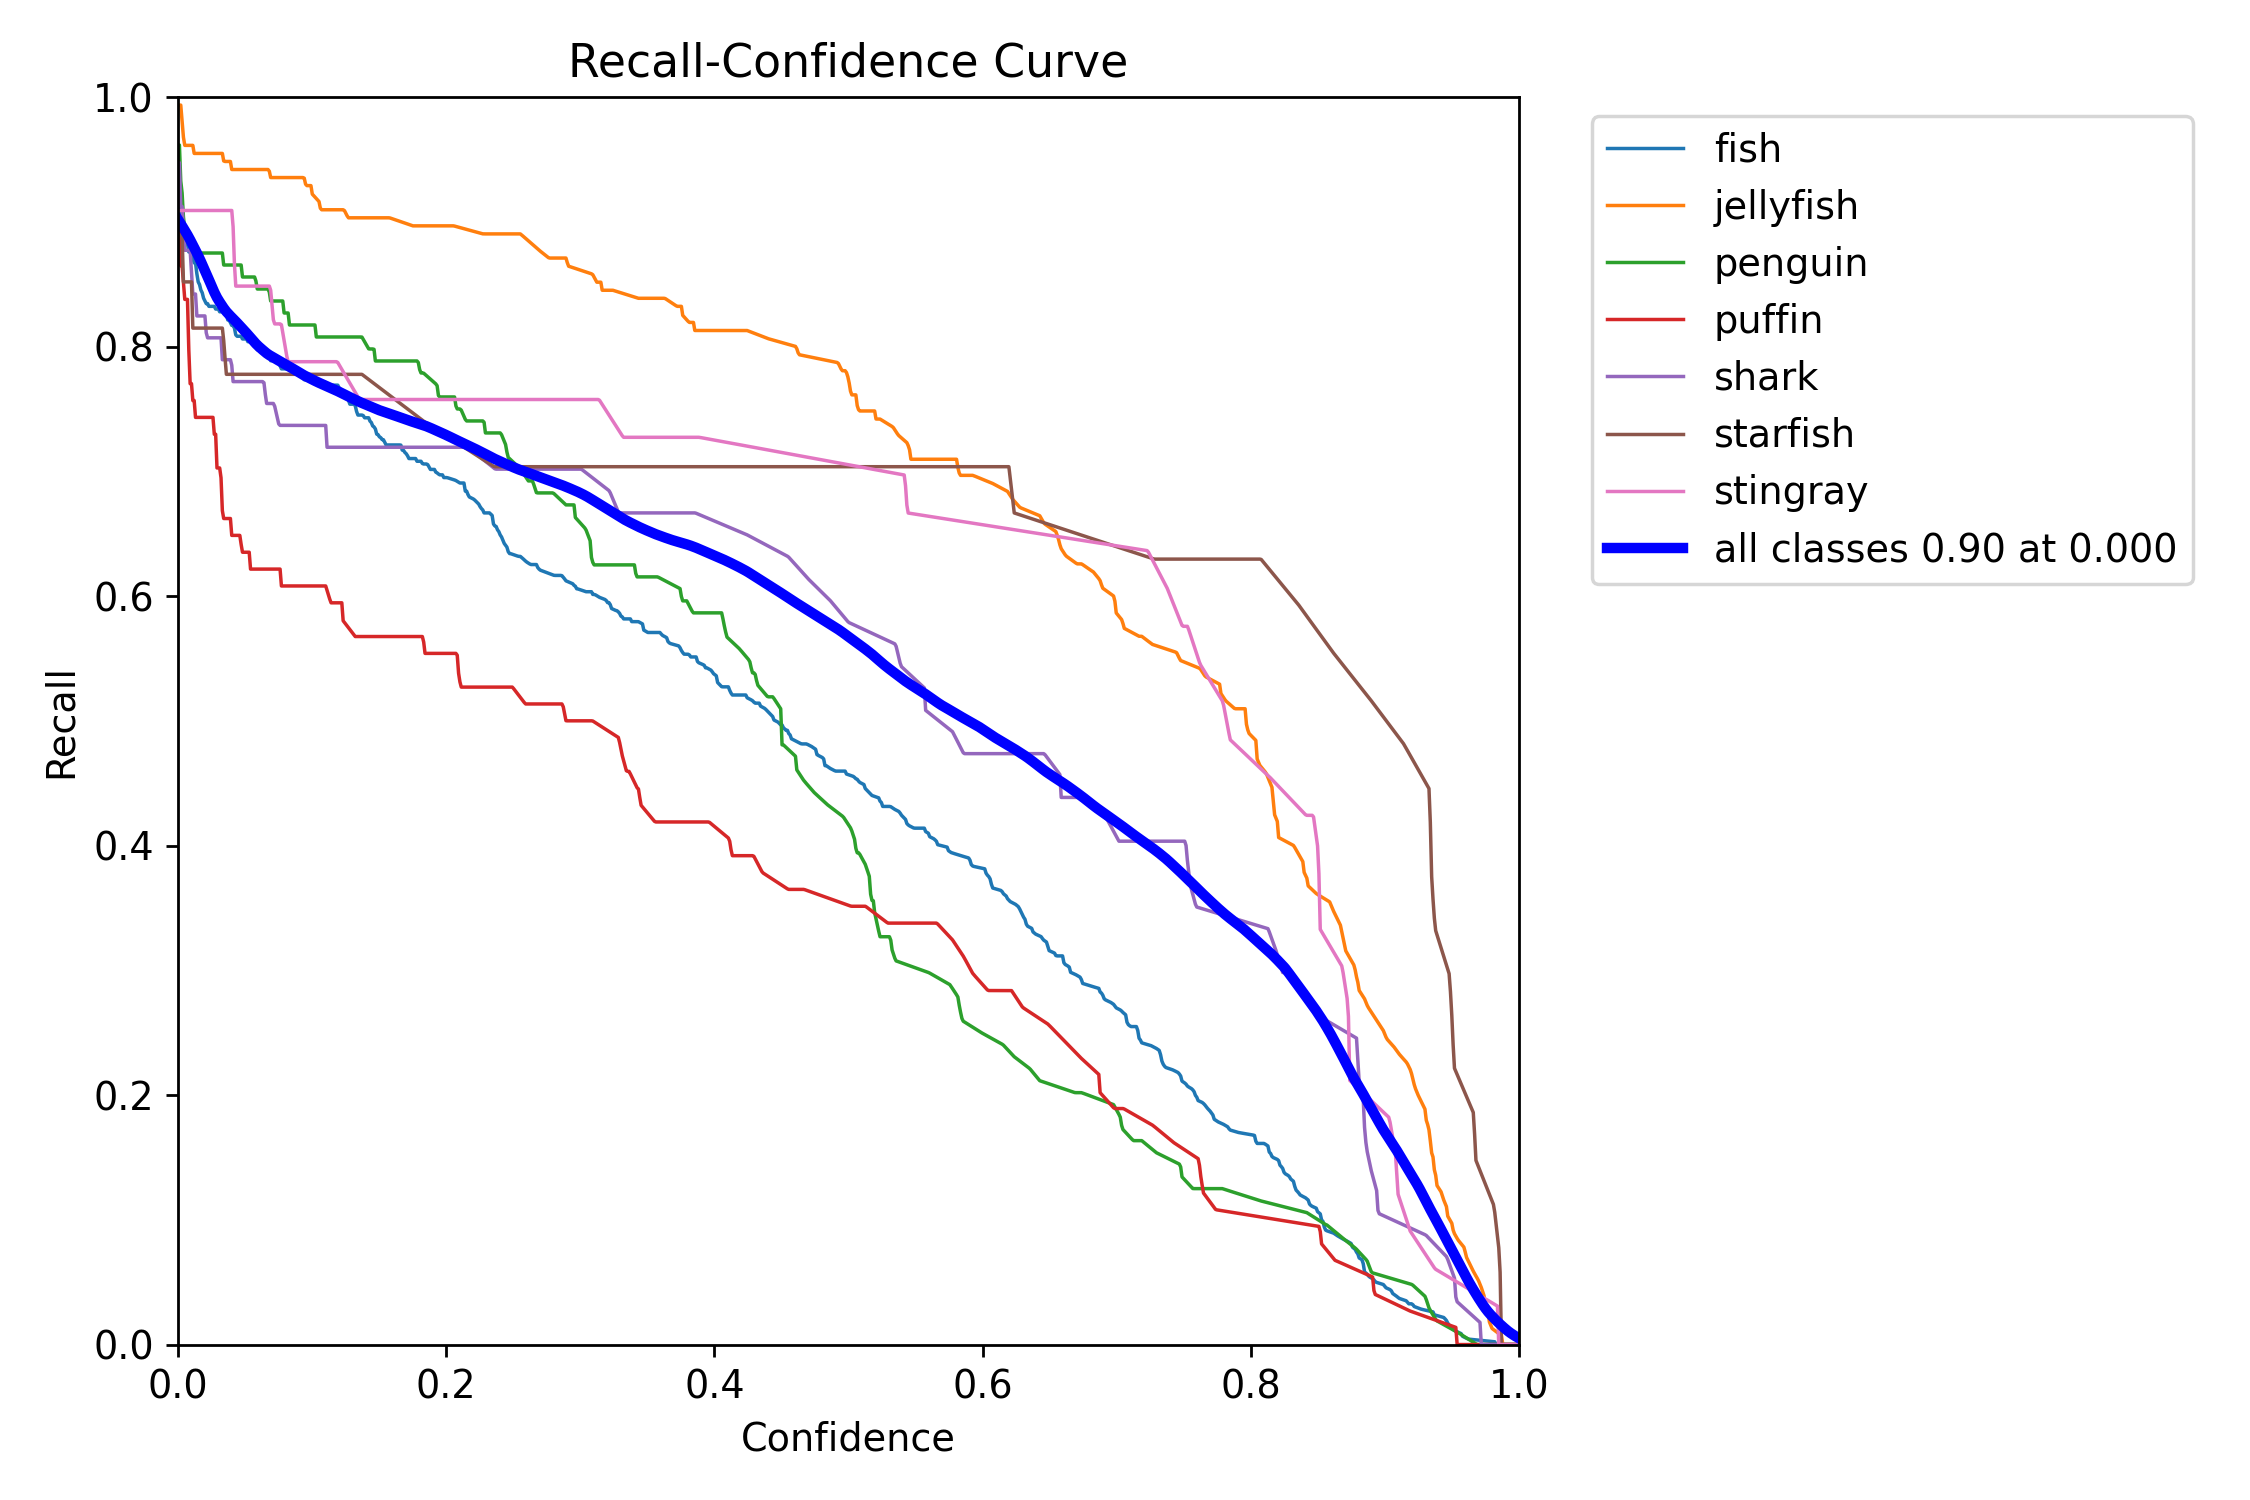 Recall-Confidence Curve
1.0
0.8
0.6
0.4
0.2
0.0
Recall
0.0 0.2 0.4 0.6 0.8 1.0
Confidence
fish
jellyfish
penguin
puffin
shark
starfish
stingray
all classes 0.90 at 0.000